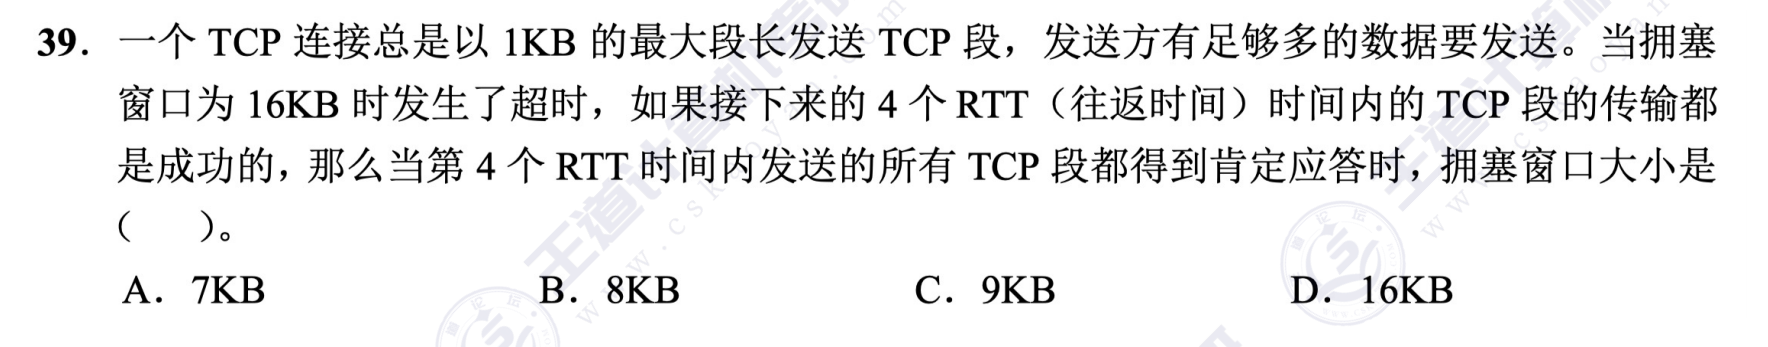 39. 一个 TCP 连接总是以 1KB 的最大段长发送 TCP 段，发送方有足够多的数据要发送。当拥塞
窗口为 16KB 时发生了超时，如果接下来的 4 个 RTT（往返时间）时间内的 TCP 段的传输都
是成功的，那么当第 4 个 RTT 时间内发送的所有 TCP 段都得到肯定应答时，拥塞窗口大小是
（ ）。
A. 7KB B. 8KB C. 9KB D. 16KB